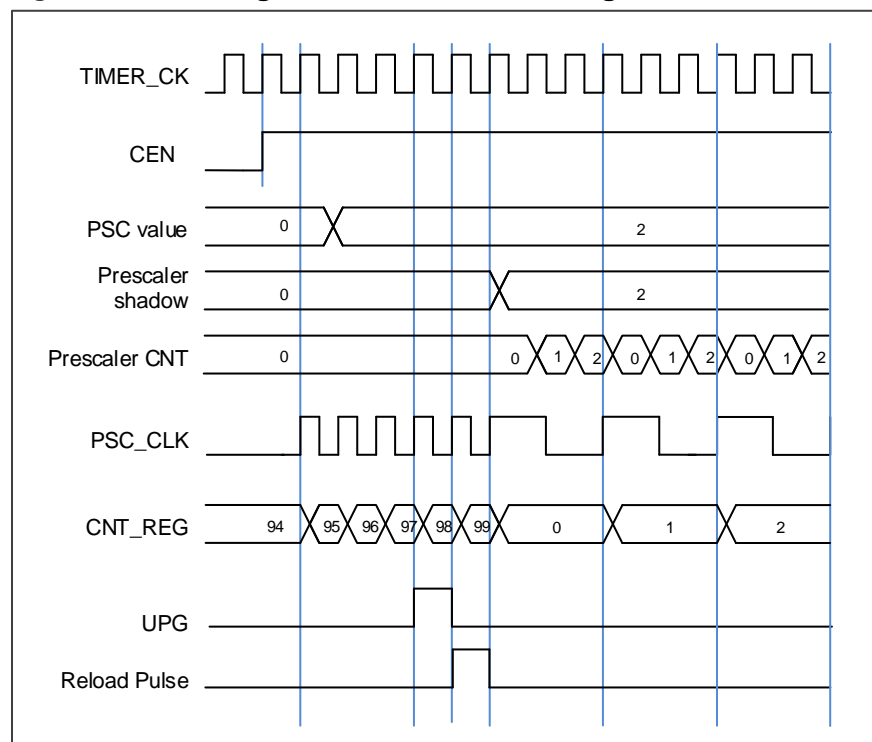 TIMER_CK
CEN
PSC value 0 2
Prescaler
shadow 0 2
Prescaler CNT 0 0 1 2 0 1 2 0 1 2
PSC_CLK
CNT_REG 94 95 96 97 98 99 0 1 2
UPG
Reload Pulse